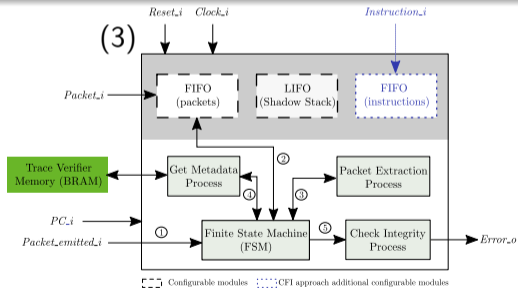 Reset_i Clock_i Instruction_i
(3)
FIFO
(packets)
LIFO
(Shadow Stack)
FIFO
(instructions)
Packet_i
Trace Verifier
Memory (BRAM)
Get Metadata
Process
2
Packet Extraction
Process
4
3
PC_i
Packet_emitted_i
1
Finite State Machine
(FSM)
5
Check Integrity
Process
Error_o
Configurable modules
CFI approach additional configurable modules